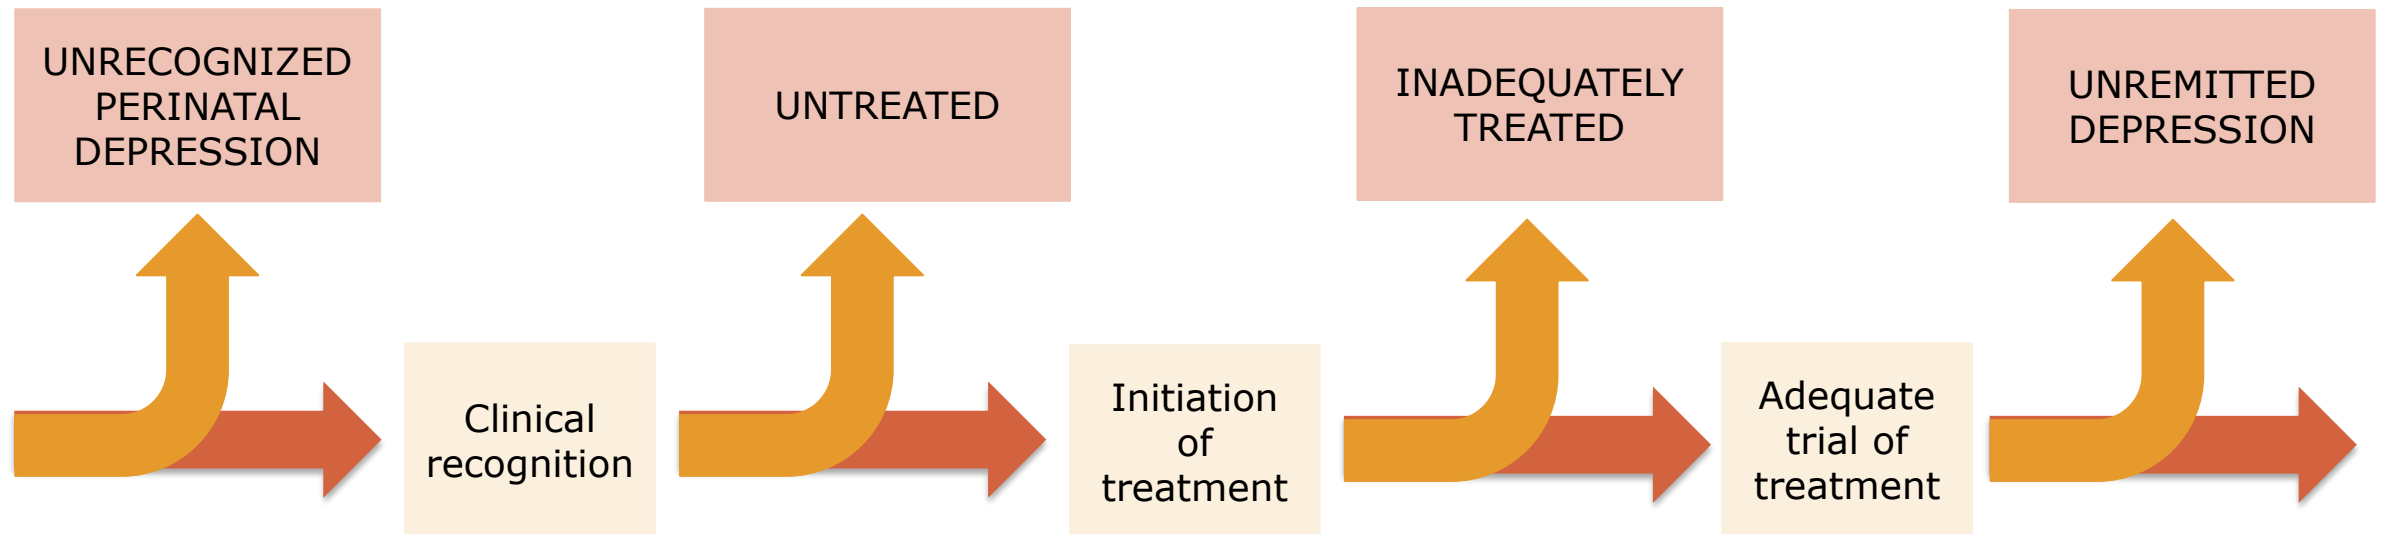 UNRECOGNIZED
PERINATAL
DEPRESSION
UNTREATED
INADEQUATELY
TREATED
UNREMITTED
DEPRESSION
Clinical
recognition
Initiation
of
treatment
Adequate
trial of
treatment